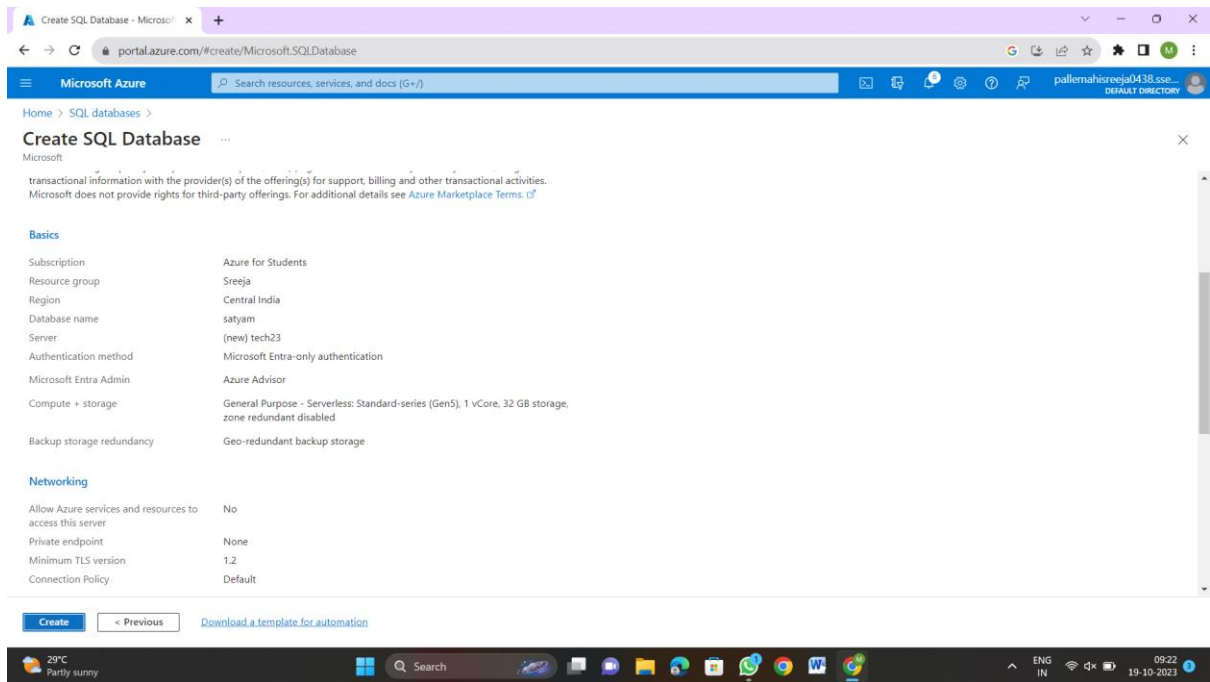 Create SQL Database - Microsof
portal.azure.com/#create/Microsoft.SQLDatabase
G
M
Microsoft Azure
Search resources, services, and docs (G+/)
6
pallemahisreeja0438.sse...
DEFAULT DIRECTORY
Home > SQL databases >
Create SQL Database ...
Microsoft
transactional information with the provider(s) of the offering(s) for support, billing and other transactional activities.
Microsoft does not provide rights for third-party offerings. For additional details see Azure Marketplace Terms.
Basics
Subscription Azure for Students
Resource group Sreeja
Region Central India
Database name satyam
Server (new) tech23
Authentication method Microsoft Entra-only authentication
Microsoft Entra Admin Azure Advisor
Compute + storage General Purpose - Serverless: Standard-series (Gen5), 1 vCore, 32 GB storage,
zone redundant disabled
Backup storage redundancy Geo-redundant backup storage
Networking
Allow Azure services and resources to No
access this server
Private endpoint None
Minimum TLS version 1.2
Connection Policy Default
Create < Previous Download a template for automation
29°C
Partly sunny
Search
W
ENG
IN
09:22
19-10-2023
3